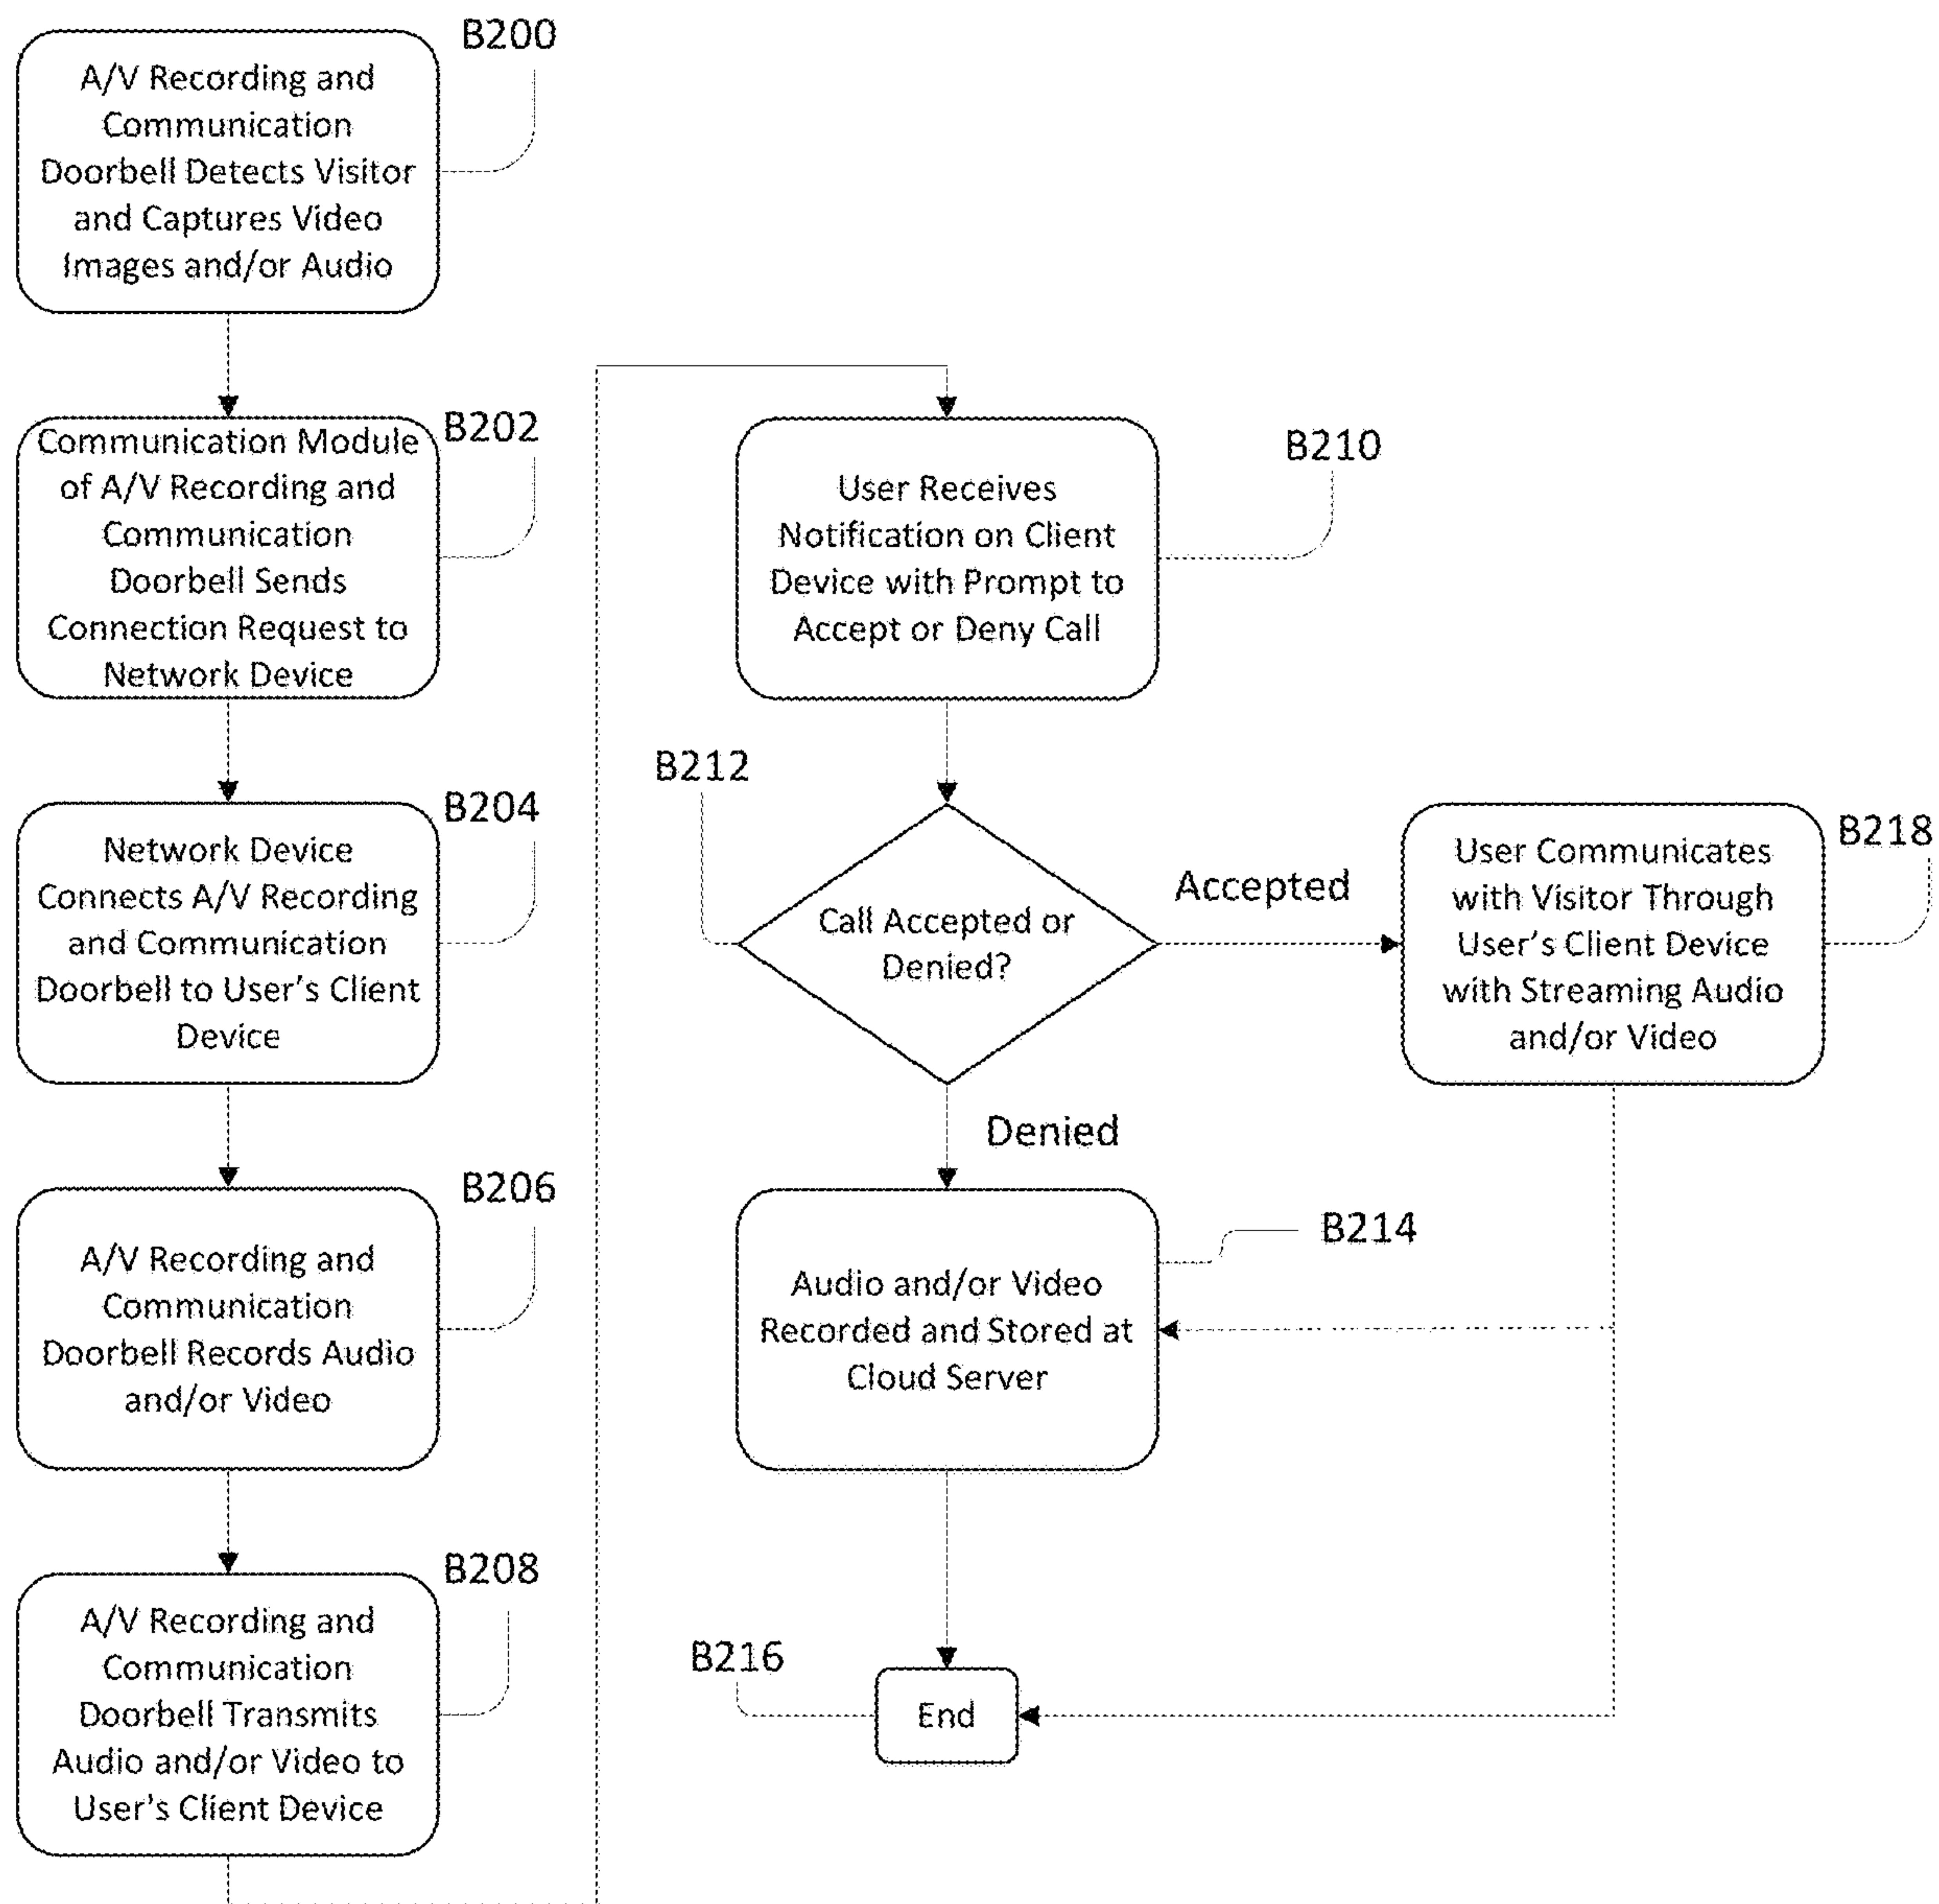 B200
A/V Recording and
Communication
Doorbell Detects Visitor
and Captures Video
Images and/or Audio
B202
Communication Module
of A/V Recording and
Communication
Doorbell Sends
Connection Request to
Network Device
B204
Network Device
Connects A/V Recording
and Communication
Doorbell to User's Client
Device
B206
A/V Recording and
Communication
Doorbell Records Audio
and/or Video
B208
A/V Recording and
Communication
Doorbell Transmits
Audio and/or Video to
User's Client Device
B210
User Receives
Notification on Client
Device with Prompt to
Accept or Deny Call
B212
Call Accepted or
Denied?
Accepted
B218
User Communicates
with Visitor Through
User's Client Device
with Streaming Audio
and/or Video
Denied
B214
Audio and/or Video
Recorded and Stored at
Cloud Server
B216
End